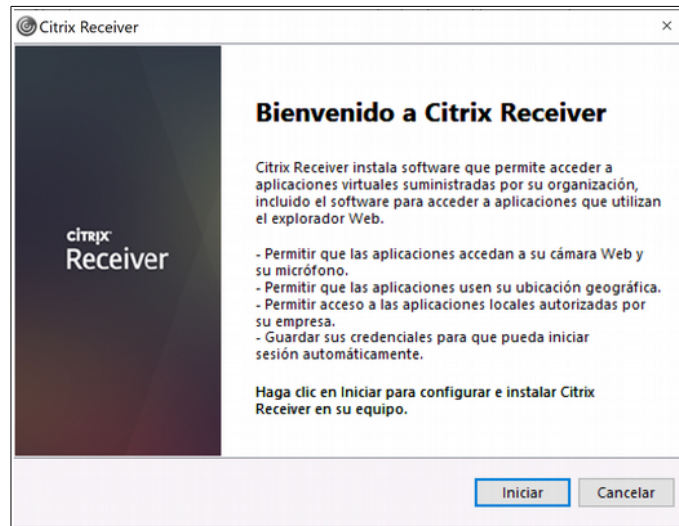 Citrix Receiver
Bienvenido a Citrix Receiver
Citrix Receiver instala software que permite acceder a
aplicaciones virtuales suministradas por su organización,
incluido el software para acceder a aplicaciones que utilizan
el explorador Web.
- Permitir que las aplicaciones accedan a su cámara Web y
su micrófono.
- Permitir que las aplicaciones usen su ubicación geográfica.
- Permitir acceso a las aplicaciones locales autorizadas por
su empresa.
- Guardar sus credenciales para que pueda iniciar
sesión automáticamente.
Haga clic en Iniciar para configurar e instalar Citrix
Receiver en su equipo.
CITRIX
Receiver
Iniciar
Cancelar